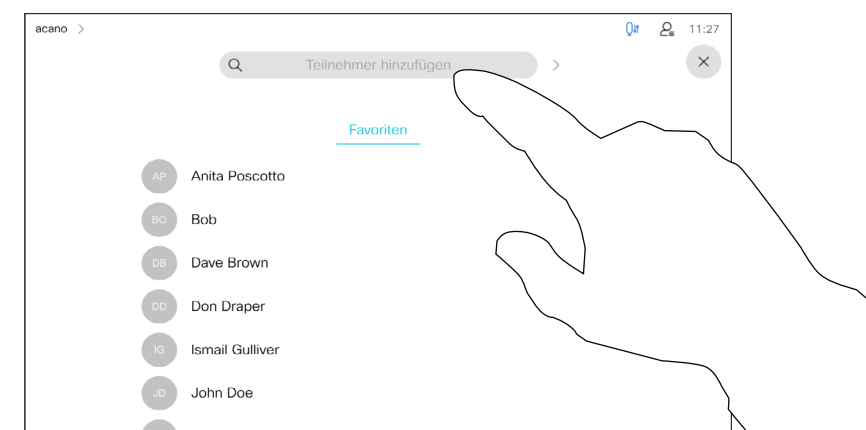 acano >
11:27
Teilnehmer hinzufügen >
Favoriten
AP Anita Poscotto
BO Bob
DB Dave Brown
DD Don Draper
IG Ismail Gulliver
JD John Doe